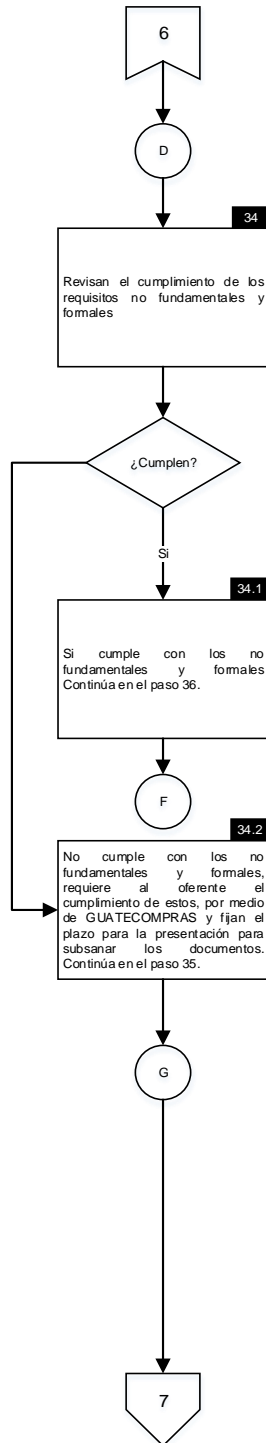 6
D
34
Revisan el cumplimiento de los
requisitos no fundamentales y
formales
¿Cumplen?
Si
34.1
Si cumple con los no
fundamentales y formales
Continúa en el paso 36.
F
34.2
No cumple con los no
fundamentales y formales,
requiere al oferente el
cumplimiento de estos, por medio
de GUATECOMPRAS y fijan el
plazo para la presentación para
subsanar los documentos.
Continúa en el paso 35.
G
7